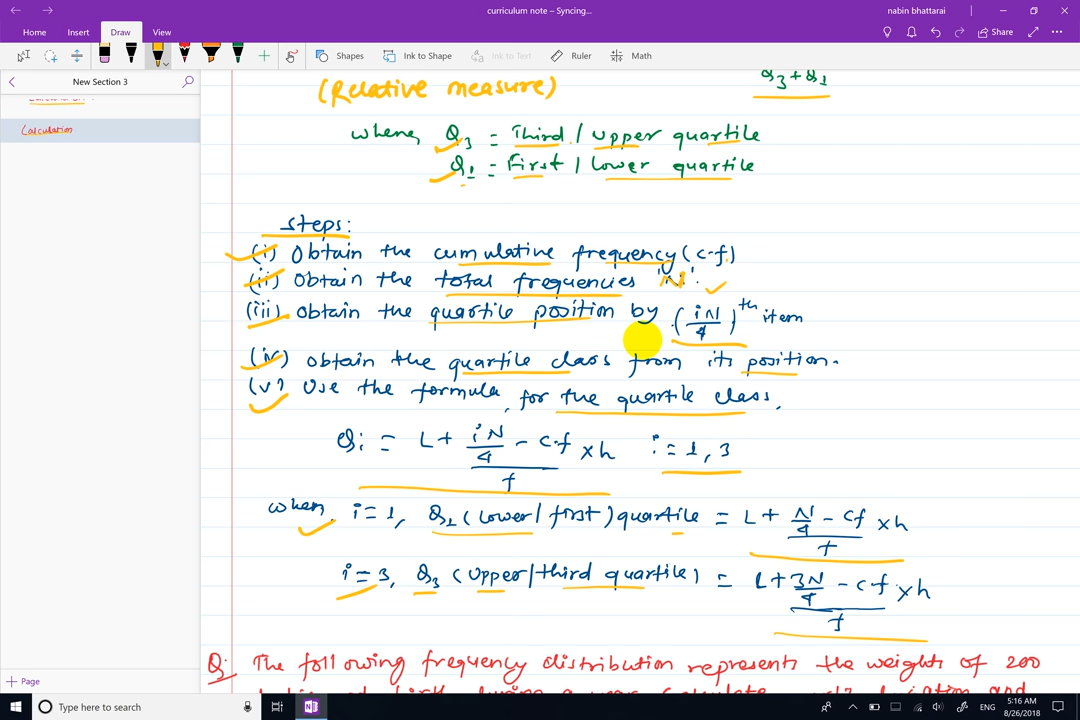 curriculum note - Syncing...
nabin bhattarai
Home Insert Draw View
Share
Shapes
Ink to Shape
Ink to Text
Ruler
Math
New Section 3
Calculation
(Relative measure)
Q3 + Q1
where, Q3 = Third / upper quartile
Q1 = First / lower quartile
steps:
(i) Obtain the cumulative frequency (c.f)
(ii) obtain the total frequencies 'N'.
(iii) obtain the quartile position by (iN/4)th item
(iv) obtain the quartile class from its position.
(v) Use the formula, for the quartile class,
Qi = L + (iN/4 - c.f)/f × h i = 1, 3
when, i = 1, Q1 (lower / first) quartile = L + (N/4 - cf)/f × h
i = 3, Q3 (upper/third quartile) = L + (3N/4 - c.f)/f × h
Q: The following frequency distribution represents the weights of 200
+ Page
Type here to search
ENG
5:16 AM
8/26/2018